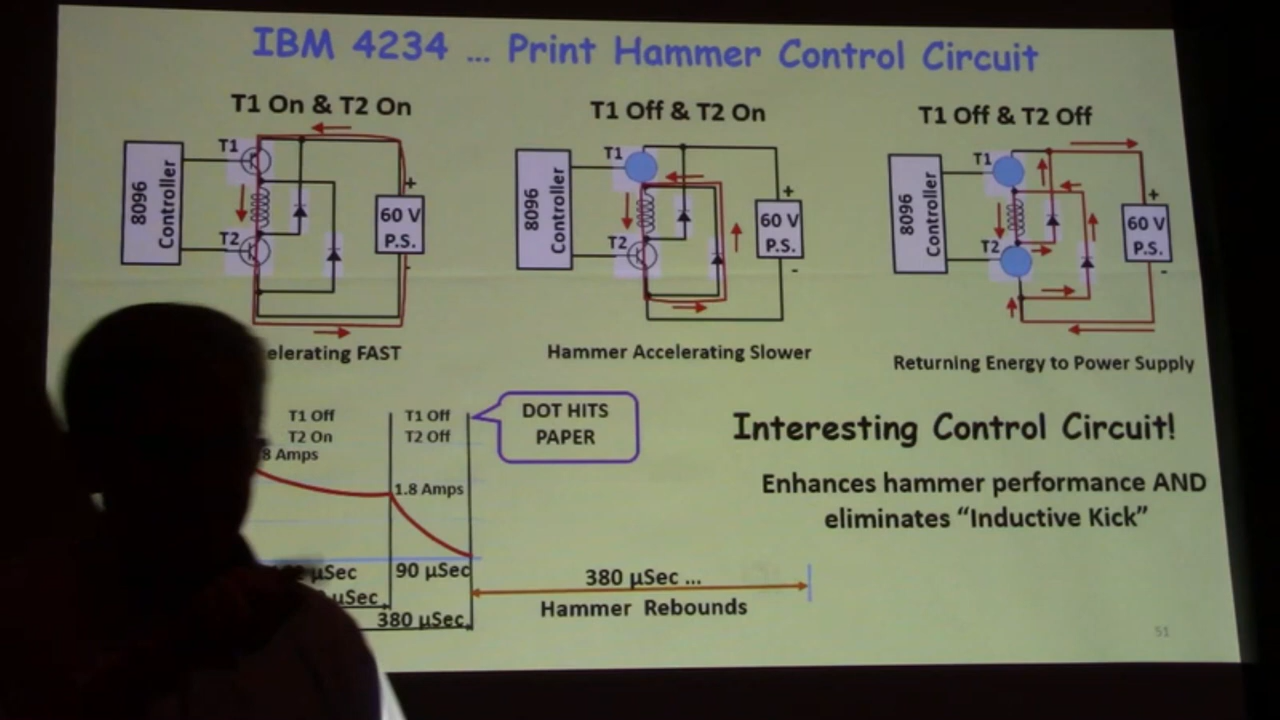 IBM 4234 ... Print Hammer Control Circuit
T1 On & T2 On
T1 Off & T2 On
T1 Off & T2 Off
T1
8096
Controller
T2
+
60 V
P.S.
-
T1
8096
Controller
T2
+
60 V
P.S.
-
T1
8096
Controller
T2
+
60 V
P.S.
-
elerating FAST
Hammer Accelerating Slower
Returning Energy to Power Supply
T1 Off
T2 On
8 Amps
T1 Off
T2 Off
DOT HITS
PAPER
1.8 Amps
Interesting Control Circuit!
Enhances hammer performance AND
eliminates “Inductive Kick”
µSec
90 µSec
µSec
380 µSec
380 µSec ...
Hammer Rebounds
51